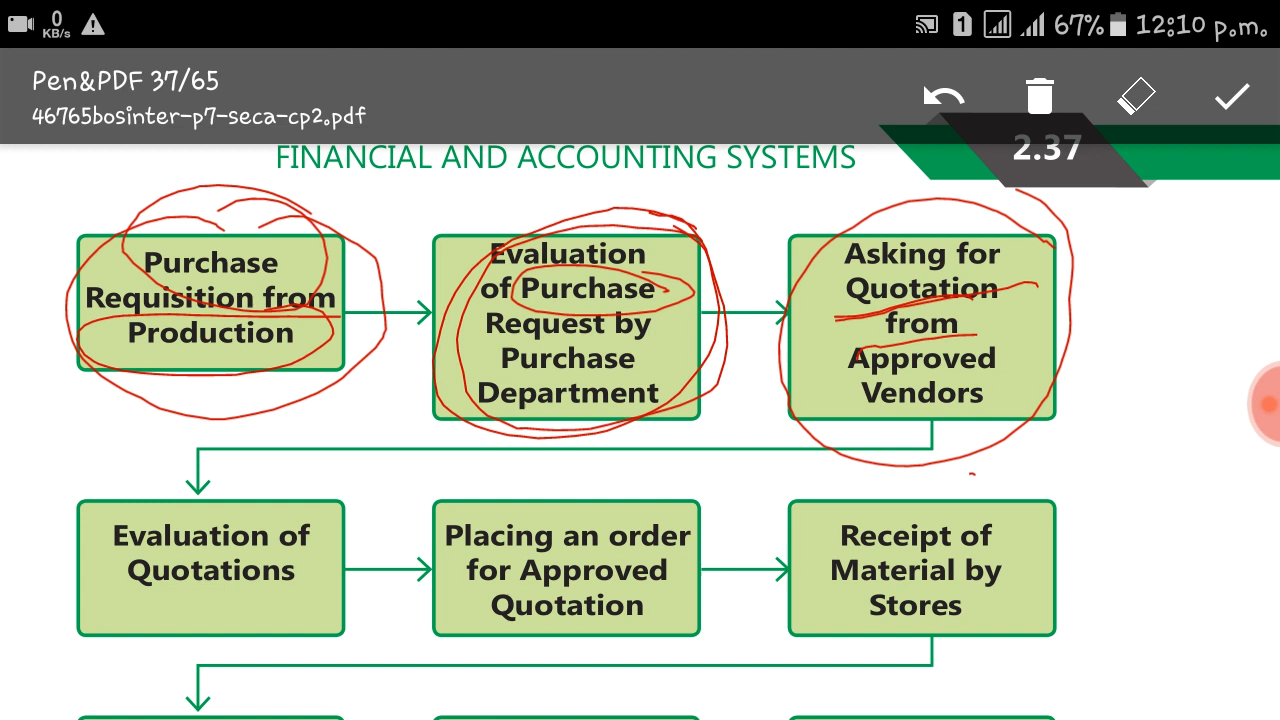 0
KB/s
1
67%
12:10 p.m.
Pen&PDF 37/65
46765bosinter-p7-seca-cp2.pdf
FINANCIAL AND ACCOUNTING SYSTEMS
2.37
Purchase
Requisition from
Production
Evaluation
of Purchase
Request by
Purchase
Department
Asking for
Quotation
from
Approved
Vendors
Evaluation of
Quotations
Placing an order
for Approved
Quotation
Receipt of
Material by
Stores